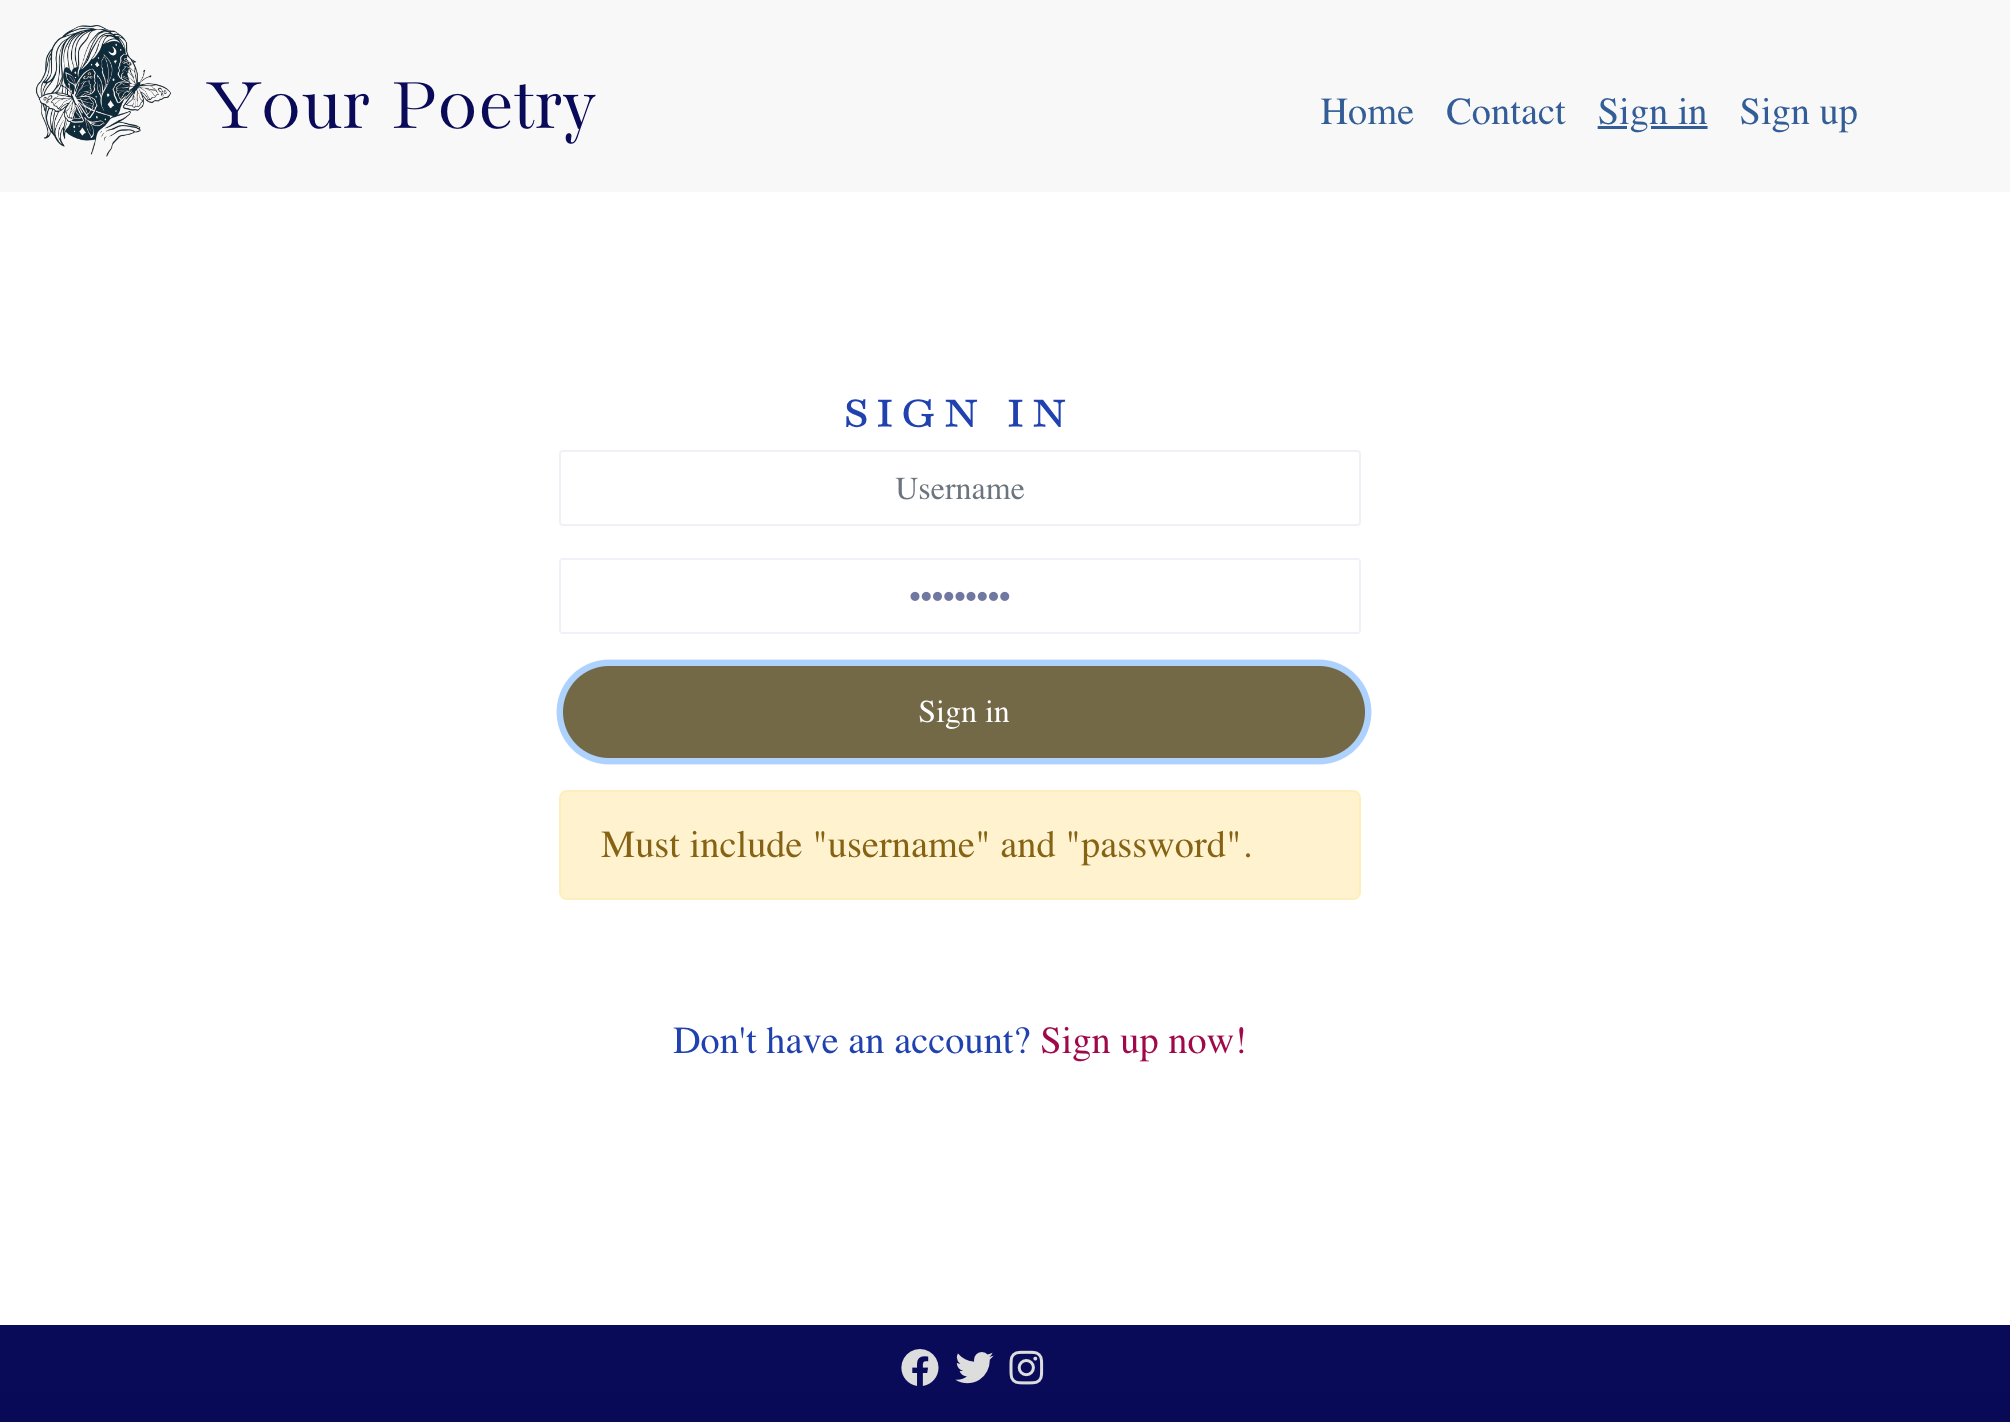 Your Poetry
Home Contact Sign in Sign up
SIGN IN
Username
•••••••••
Sign in
Must include "username" and "password".
Don't have an account? Sign up now!